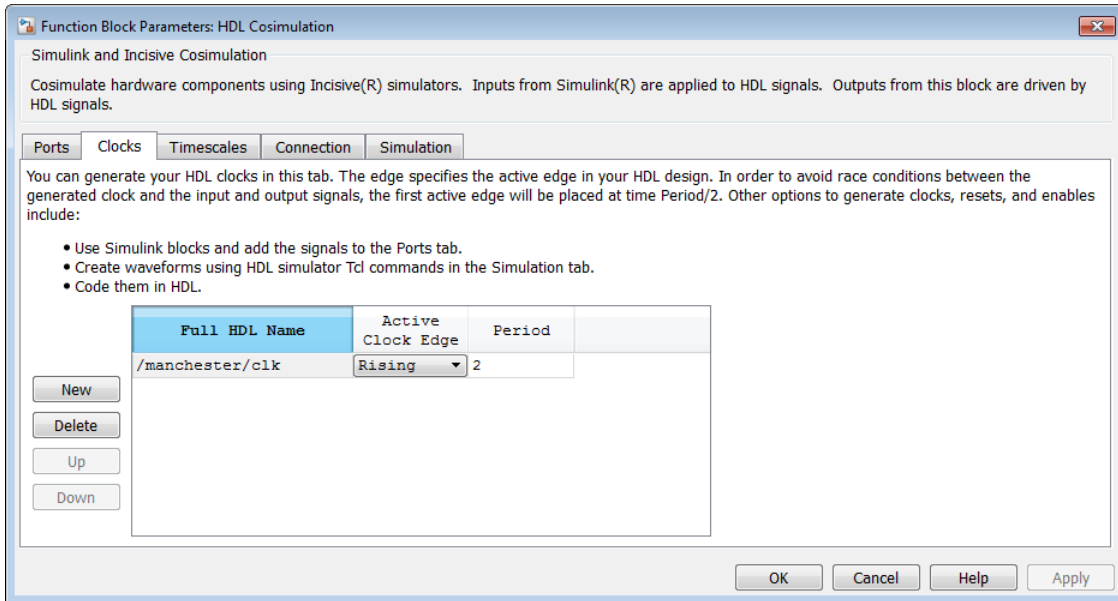 Function Block Parameters: HDL Cosimulation
Simulink and Incisive Cosimulation
Cosimulate hardware components using Incisive(R) simulators.  Inputs from Simulink(R) are applied to HDL signals.  Outputs from this block are driven by
HDL signals.
Ports Clocks Timescales Connection Simulation
You can generate your HDL clocks in this tab. The edge specifies the active edge in your HDL design. In order to avoid race conditions between the
generated clock and the input and output signals, the first active edge will be placed at time Period/2. Other options to generate clocks, resets, and enables
include:
• Use Simulink blocks and add the signals to the Ports tab.
• Create waveforms using HDL simulator Tcl commands in the Simulation tab.
• Code them in HDL.
Full HDL Name Active Clock Edge Period
/manchester/clk Rising 2
New
Delete
Up
Down
OK Cancel Help Apply